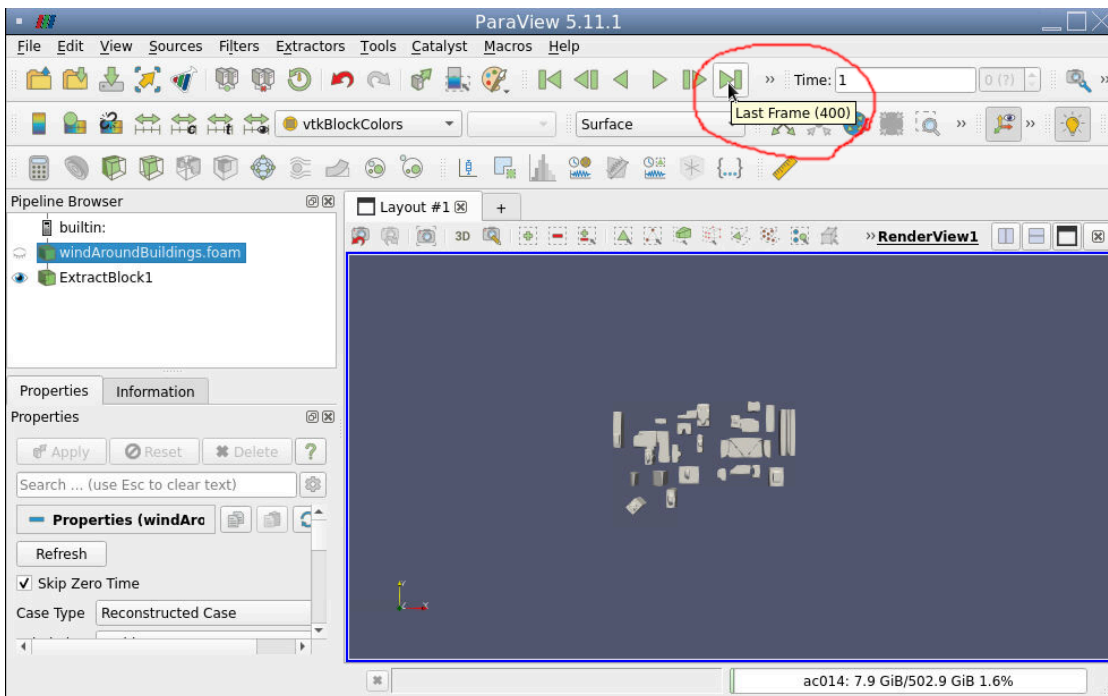 ParaView 5.11.1
File Edit View Sources Filters Extractors Tools Catalyst Macros Help
» Time: 1 0 (?) »
Last Frame (400)
vtkBlockColors Surface » »
{...}
Pipeline Browser
Layout #1 +
builtin:
3D » RenderView1
windAroundBuildings.foam
ExtractBlock1
Properties Information
Properties
Apply Reset Delete ?
Search ... (use Esc to clear text)
Properties (windAro
Refresh
Skip Zero Time
Case Type Reconstructed Case
ac014: 7.9 GiB/502.9 GiB 1.6%